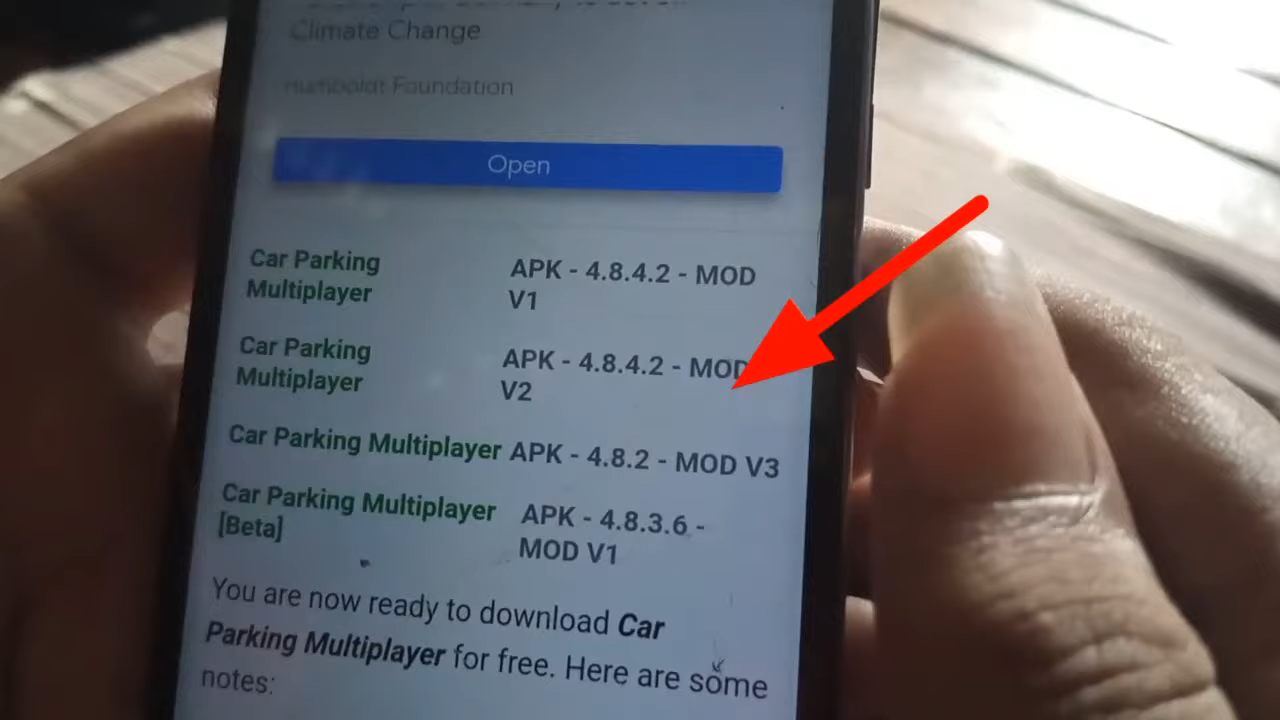 Climate Change
Humboldt Foundation
Open
Car Parking
Multiplayer
APK - 4.8.4.2 - MOD
V1
Car Parking
Multiplayer
APK - 4.8.4.2 - MOD
V2
Car Parking Multiplayer APK - 4.8.2 - MOD V3
Car Parking Multiplayer
[Beta]
APK - 4.8.3.6 -
MOD V1
You are now ready to download Car
Parking Multiplayer for free. Here are some
notes: